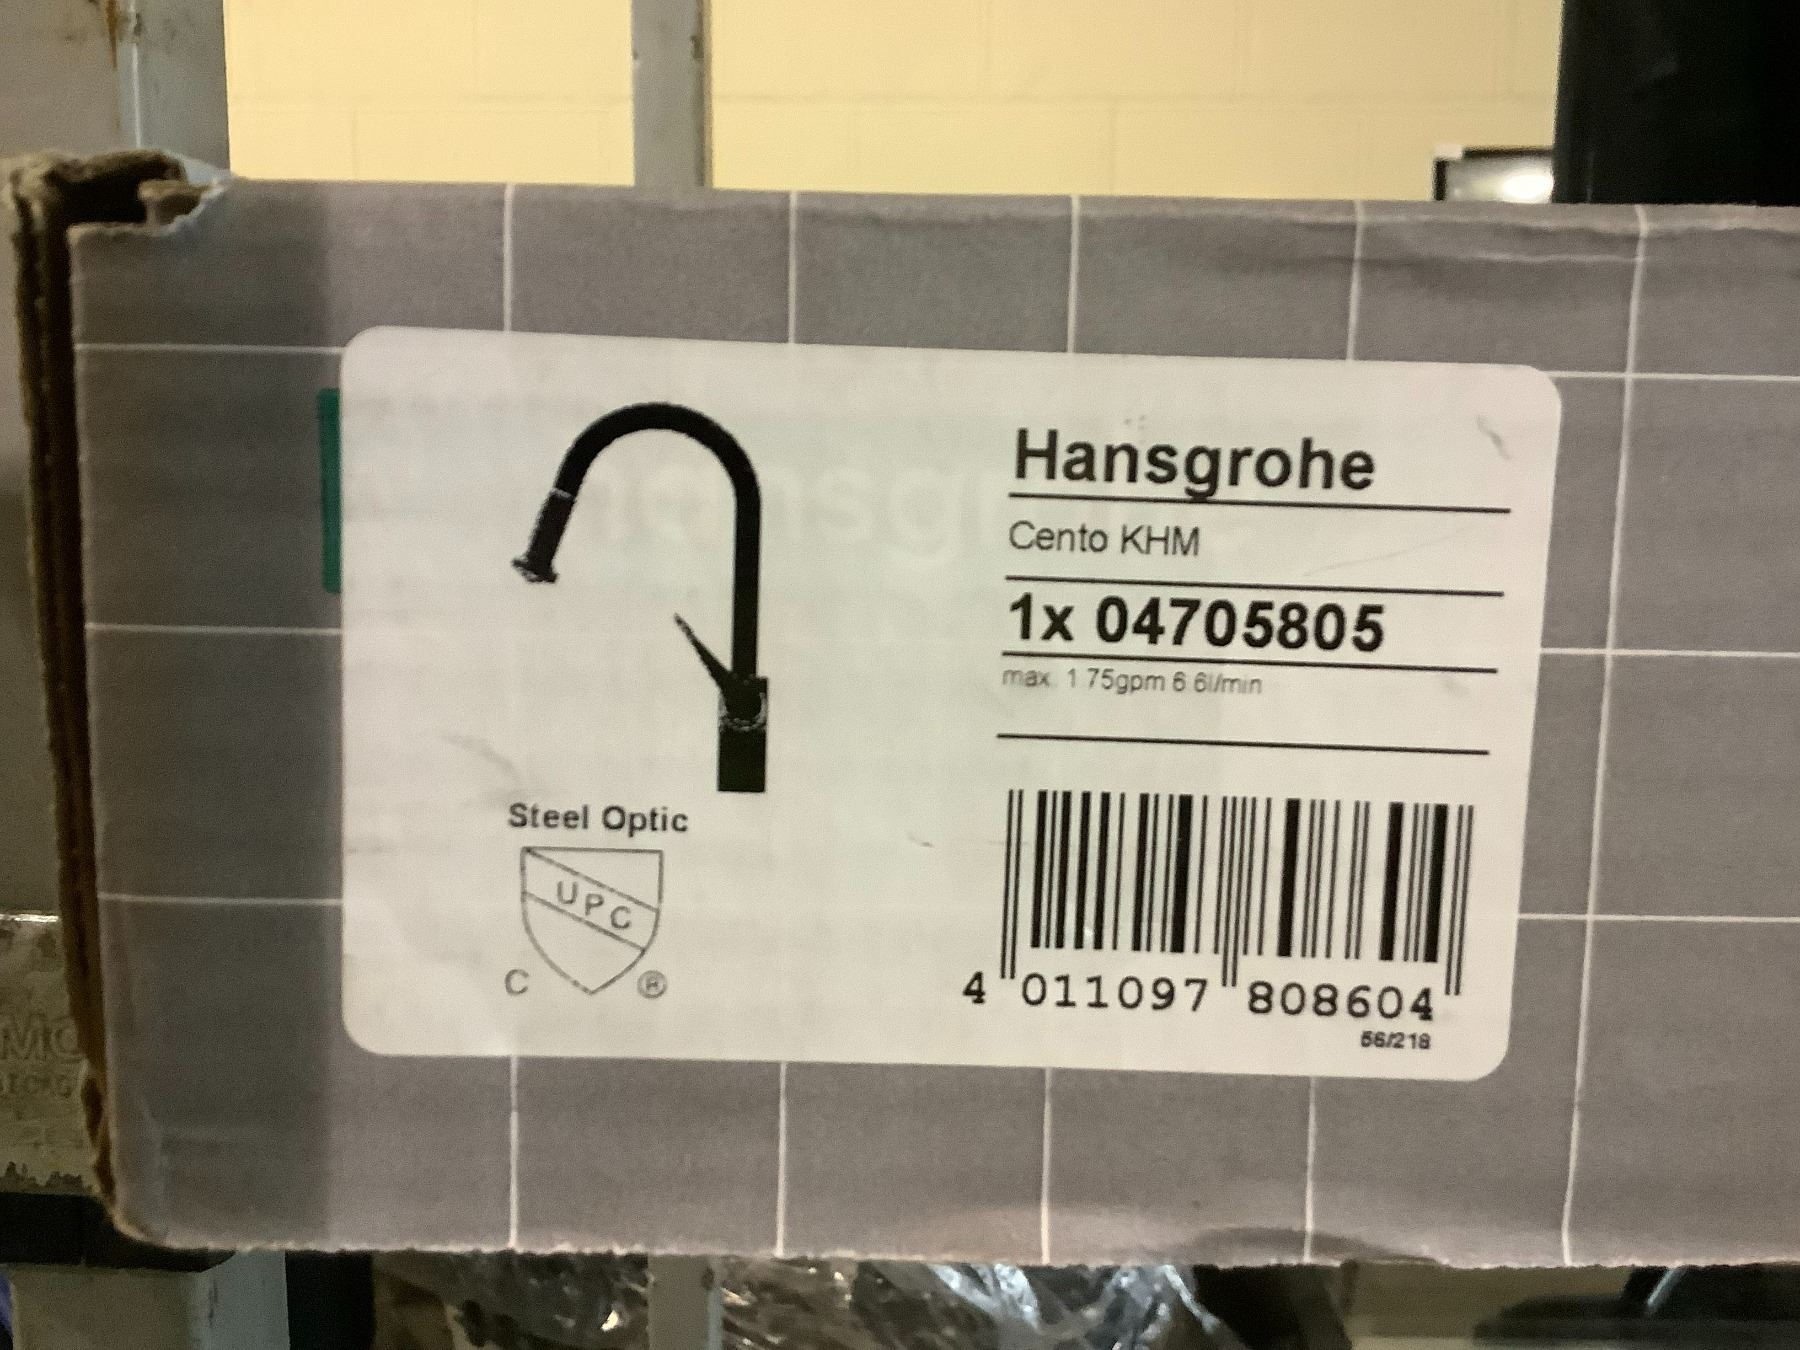 Hansgrohe
Cento KHM
1x 04705805
max. 1.75gpm 6.6l/min
Steel Optic
UPC
C ®
4 011097 808604
56/218